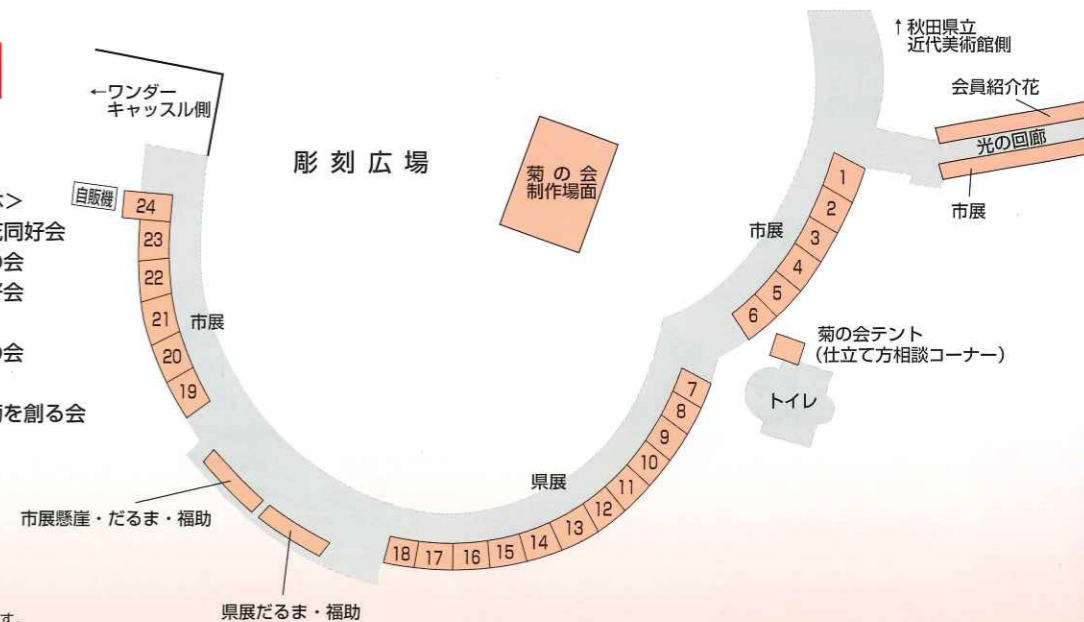 ↑秋田県立
近代美術館側
←ワンダー
キャッスル側
会員紹介花
光の回廊
市展
彫刻広場
菊の会
制作場面
自販機
24
23
22
21
20
19
市展
市展
1
2
3
4
5
6
菊の会テント
(仕立て方相談コーナー)
トイレ
県展
7
8
9
10
11
12
13
14
15
16
17
18
市展懸崖・だるま・福助
県展だるま・福助
同好会
の会
会
の会
を創る会
す。